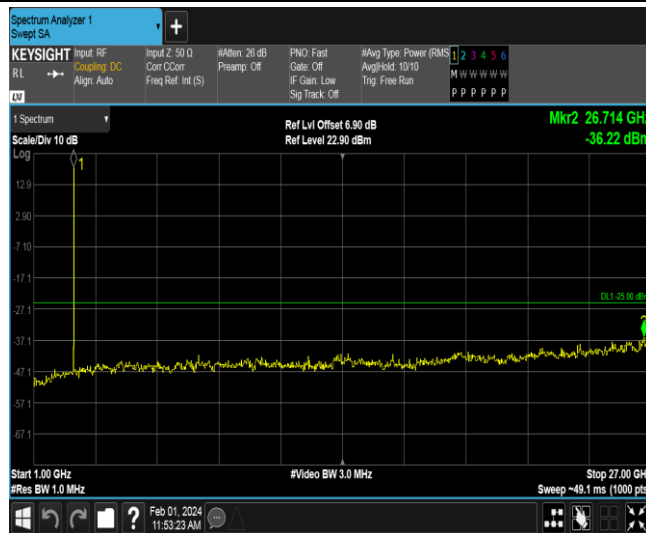 Spectrum Analyzer 1
Swept SA
KEYSIGHT
RL
LXI
Input: RF
Coupling: DC
Align: Auto
Input Z: 50 Ω
Corr CCorr
Freq Ref: Int (S)
#Atten: 26 dB
Preamp: Off
PNO: Fast
Gate: Off
IF Gain: Low
Sig Track: Off
#Avg Type: Power (RMS
Avg|Hold: 10/10
Trig: Free Run
1 2 3 4 5 6
M W W W W W
P P P P P P
1 Spectrum
Scale/Div 10 dB
Log
Ref Lvl Offset 6.90 dB
Ref Level 22.90 dBm
Mkr2 26.714 GHz
-36.22 dBm
1
12.9
2.90
-7.10
-17.1
DL1 -25.00 dBm
-27.1
-37.1
-47.1
-57.1
-67.1
Start 1.00 GHz
#Res BW 1.0 MHz
#Video BW 3.0 MHz
Stop 27.00 GHz
Sweep ~49.1 ms (1000 pts
?
Feb 01, 2024
11:53:23 AM